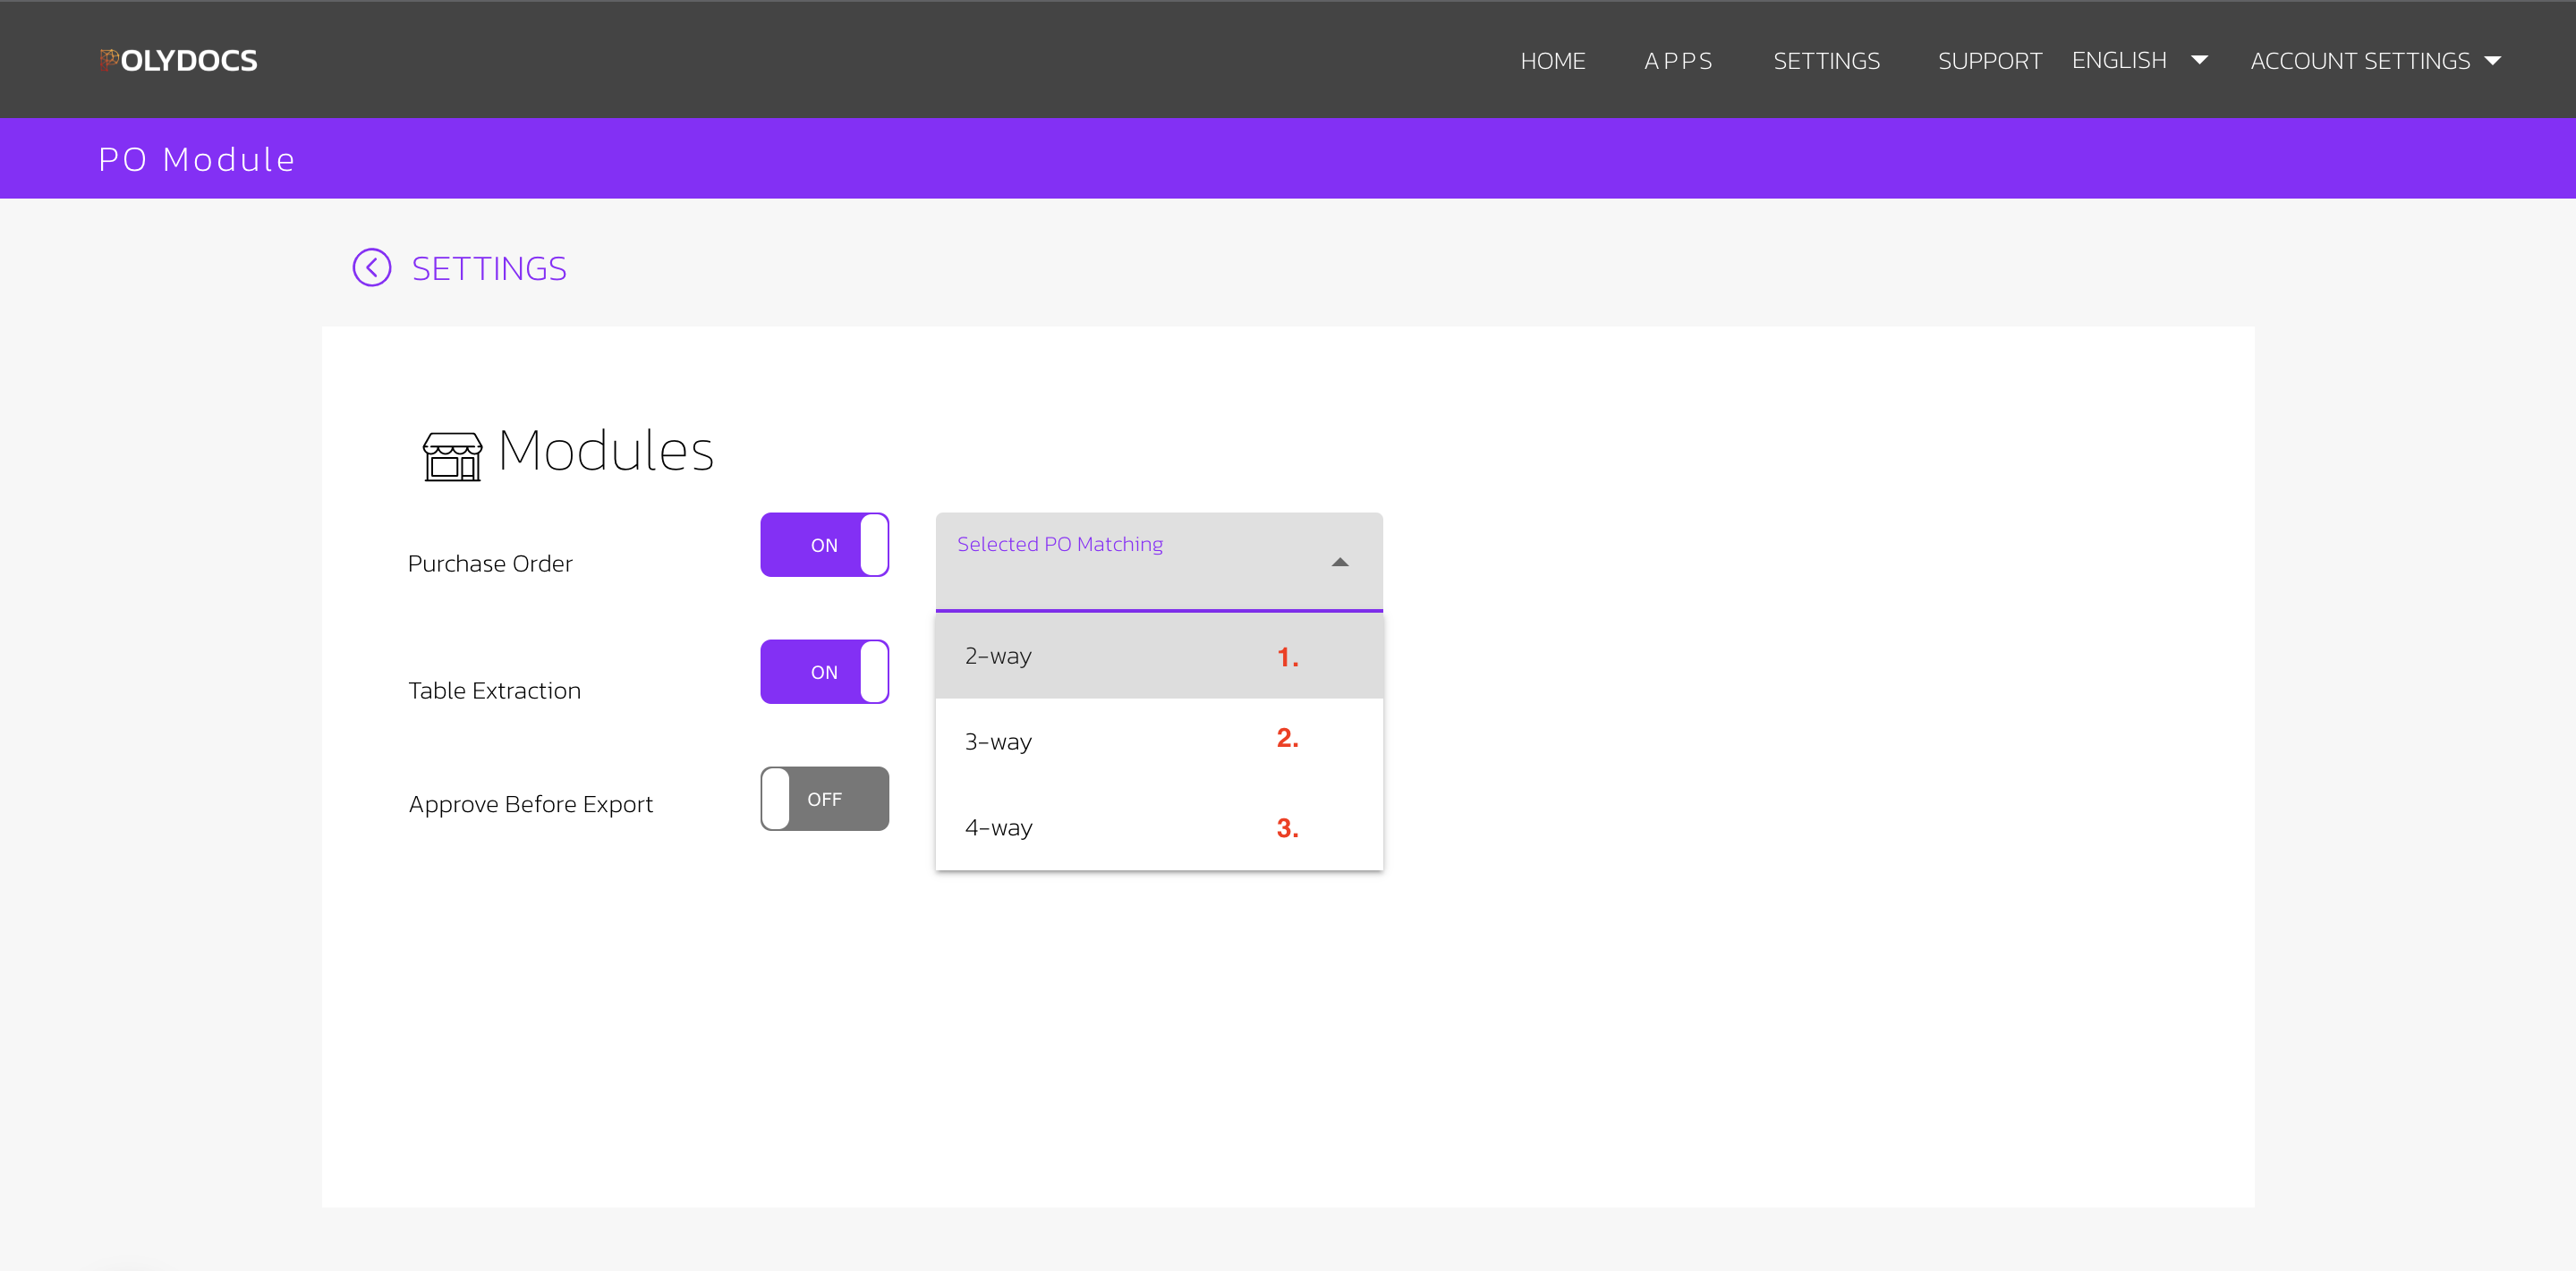 POLYDOCS
HOME APPS SETTINGS SUPPORT ENGLISH ACCOUNT SETTINGS
PO Module
SETTINGS
Modules
Purchase Order ON Selected PO Matching
2-way 1.
Table Extraction ON
3-way 2.
Approve Before Export OFF
4-way 3.